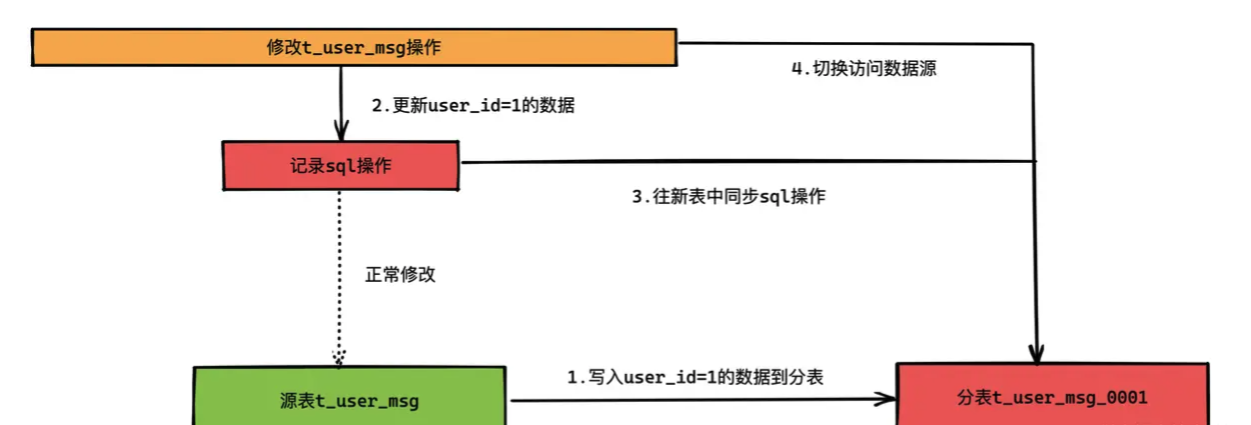 修改t_user_msg操作
4.切换访问数据源
2.更新user_id=1的数据
记录sql操作
3.往新表中同步sql操作
正常修改
1.写入user_id=1的数据到分表
源表t_user_msg
分表t_user_msg_0001